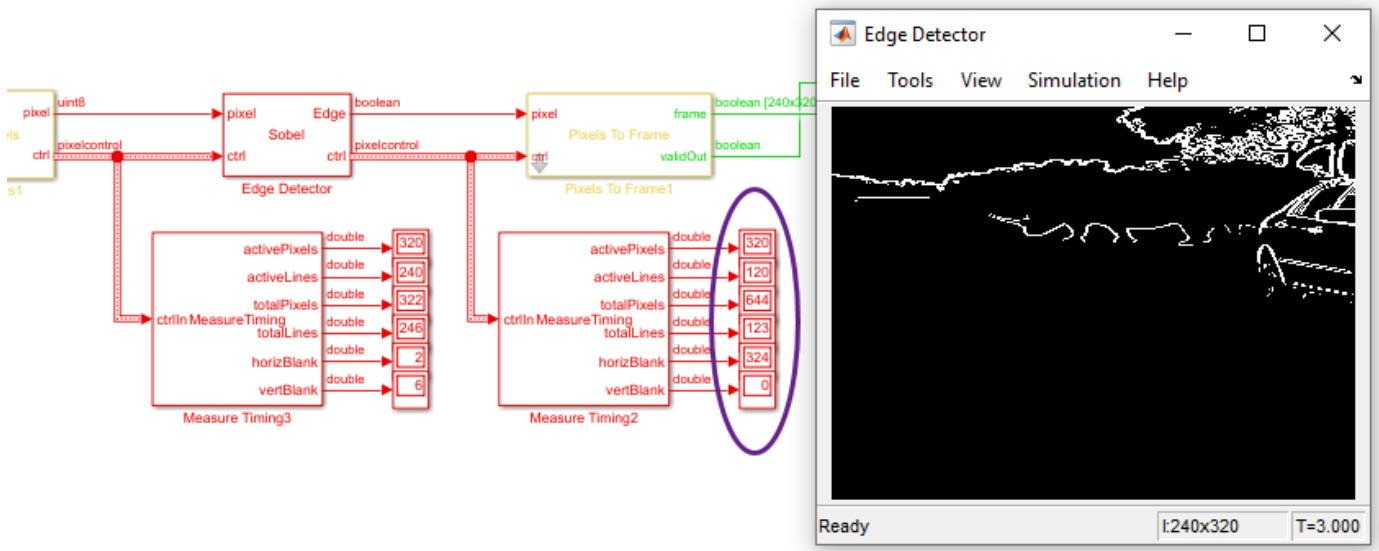 pixel
ctrl
s1
uint8
pixelcontrol
pixel
ctrl
Sobel
Edge
ctrl
Edge Detector
boolean
pixelcontrol
pixel
ctrl
Pixels To Frame
frame
validOut
Pixels To Frame1
boolean [240x320
boolean
ctrlIn MeasureTiming
activePixels
double
320
activeLines
double
240
totalPixels
double
322
totalLines
double
246
horizBlank
double
2
vertBlank
double
6
Measure Timing3
ctrlIn MeasureTiming
activePixels
double
320
activeLines
double
120
totalPixels
double
644
totalLines
double
123
horizBlank
double
324
vertBlank
double
0
Measure Timing2
Edge Detector
File Tools View Simulation Help
Ready I:240x320 T=3.000